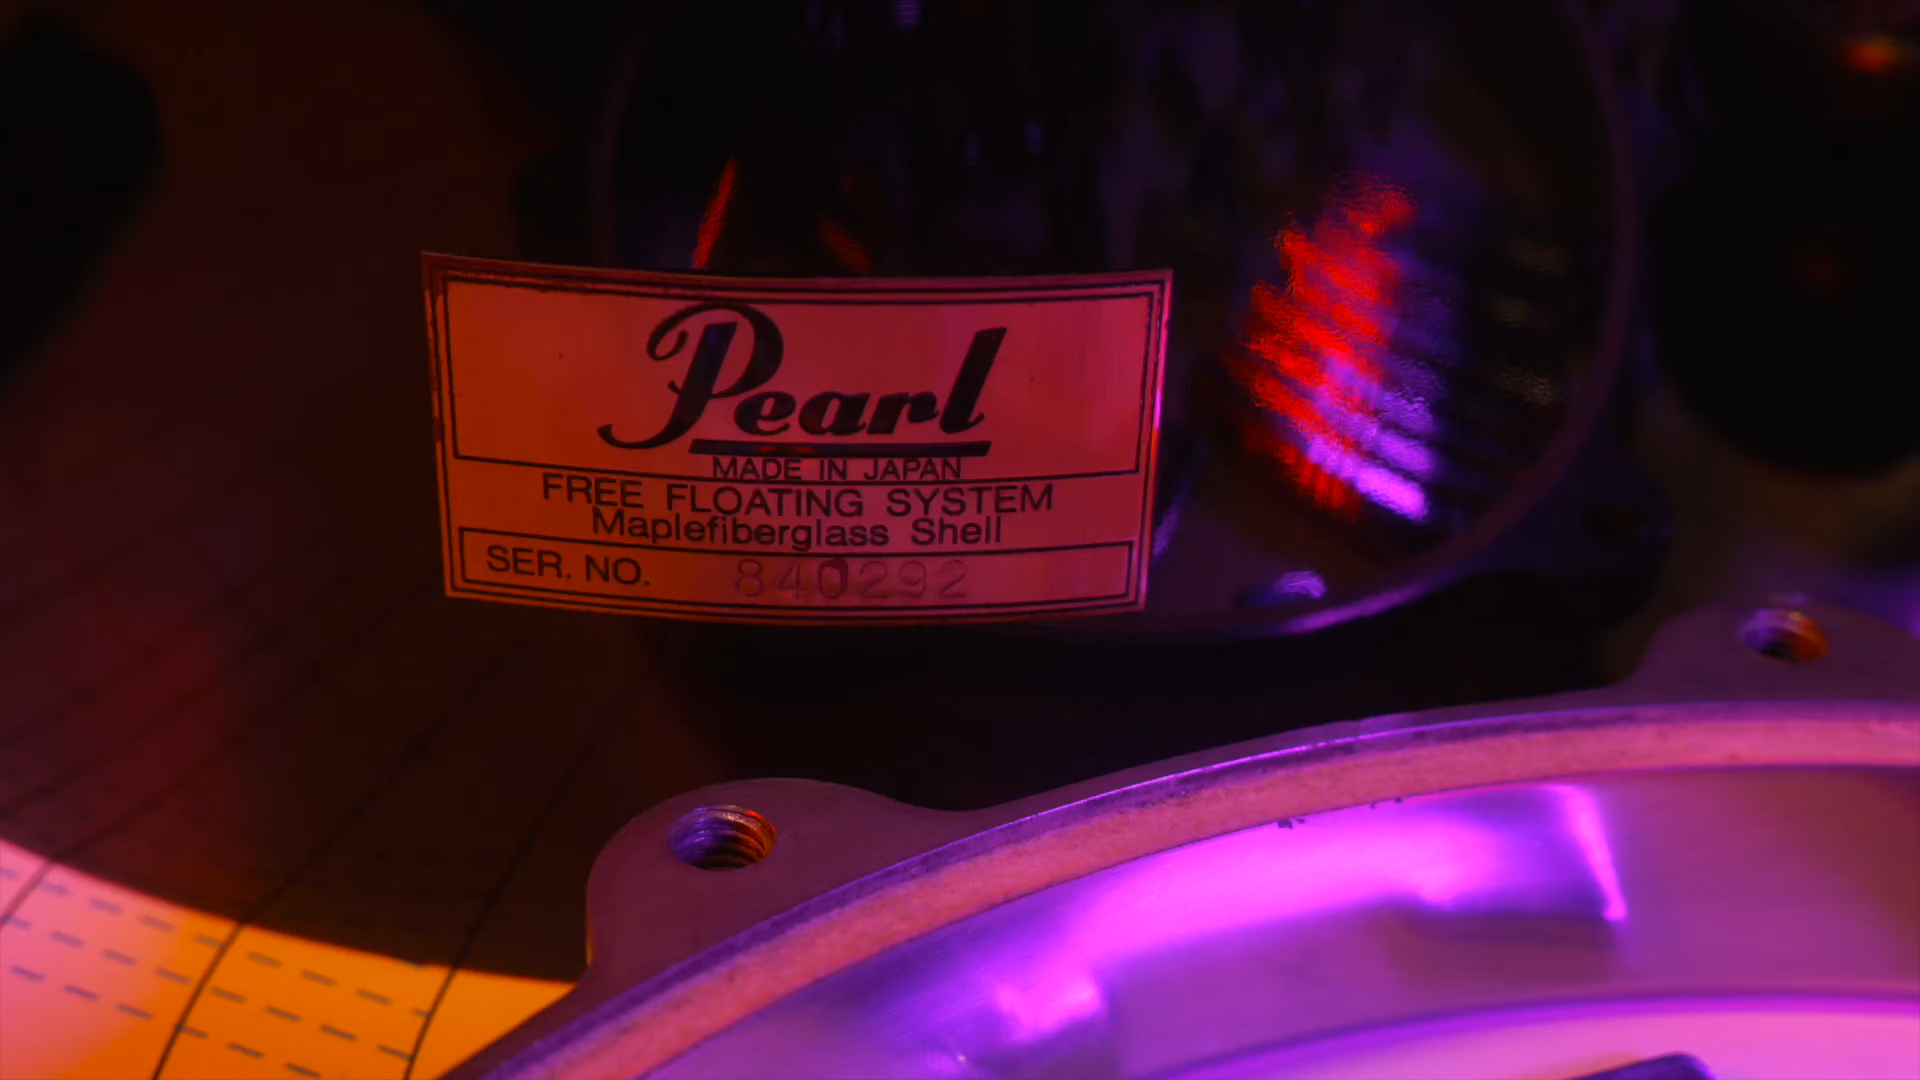 Pearl
MADE IN JAPAN
FREE FLOATING SYSTEM
Maplefiberglass Shell
SER. NO. 840292